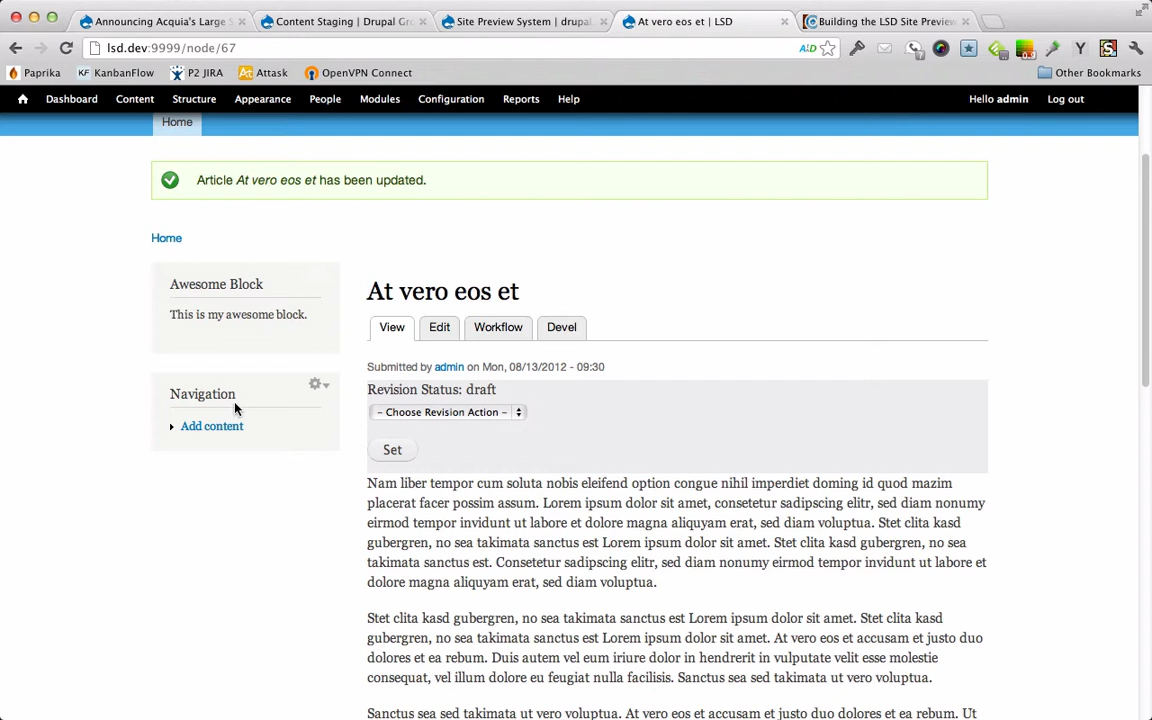 Announcing Acquia's Large S
Content Staging | Drupal Gr
Site Preview System | drupal.
At vero eos et | LSD
Building the LSD Site Preview
lsd.dev:9999/node/67
Paprika
KF KanbanFlow
P2 JIRA
At Attask
OpenVPN Connect
Other Bookmarks
Dashboard
Content
Structure
Appearance
People
Modules
Configuration
Reports
Help
Hello admin
Log out
Home
Article At vero eos et has been updated.
Home
Awesome Block
This is my awesome block.
Navigation
Add content
At vero eos et
View
Edit
Workflow
Devel
Submitted by admin on Mon, 08/13/2012 - 09:30
Revision Status: draft
- Choose Revision Action -
Set
Nam liber tempor cum soluta nobis eleifend option congue nihil imperdiet doming id quod mazim
placerat facer possim assum. Lorem ipsum dolor sit amet, consetetur sadipscing elitr, sed diam nonumy
eirmod tempor invidunt ut labore et dolore magna aliquyam erat, sed diam voluptua. Stet clita kasd
gubergren, no sea takimata sanctus est Lorem ipsum dolor sit amet. Stet clita kasd gubergren, no sea
takimata sanctus est. Consetetur sadipscing elitr, sed diam nonumy eirmod tempor invidunt ut labore et
dolore magna aliquyam erat, sed diam voluptua.
Stet clita kasd gubergren, no sea takimata sanctus est Lorem ipsum dolor sit amet. Stet clita kasd
gubergren, no sea takimata sanctus est Lorem ipsum dolor sit amet. At vero eos et accusam et justo duo
dolores et ea rebum. Duis autem vel eum iriure dolor in hendrerit in vulputate velit esse molestie
consequat, vel illum dolore eu feugiat nulla facilisis. Sanctus sea sed takimata ut vero voluptua.
Sanctus sea sed takimata ut vero voluptua. At vero eos et accusam et justo duo dolores et ea rebum. Ut